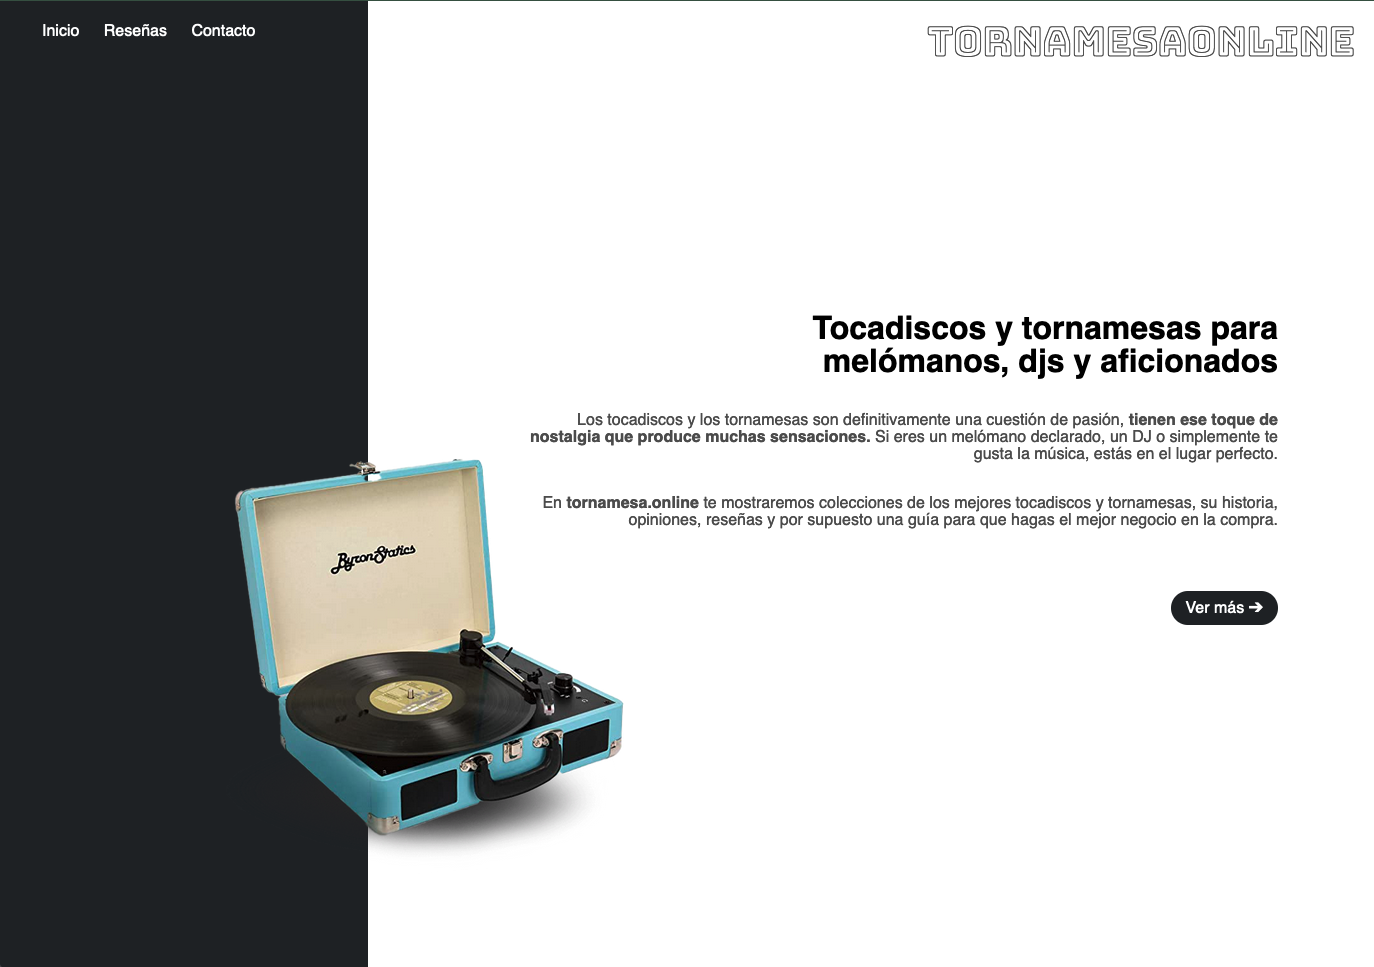 Inicio Reseñas Contacto
TORNAMESAONLINE
Tocadiscos y tornamesas para
melómanos, djs y aficionados
Los tocadiscos y los tornamesas son definitivamente una cuestión de pasión, tienen ese toque de
nostalgia que produce muchas sensaciones. Si eres un melómano declarado, un DJ o simplemente te
gusta la música, estás en el lugar perfecto.
En tornamesa.online te mostraremos colecciones de los mejores tocadiscos y tornamesas, su historia,
opiniones, reseñas y por supuesto una guía para que hagas el mejor negocio en la compra.
ByronStatics
Ver más ➔